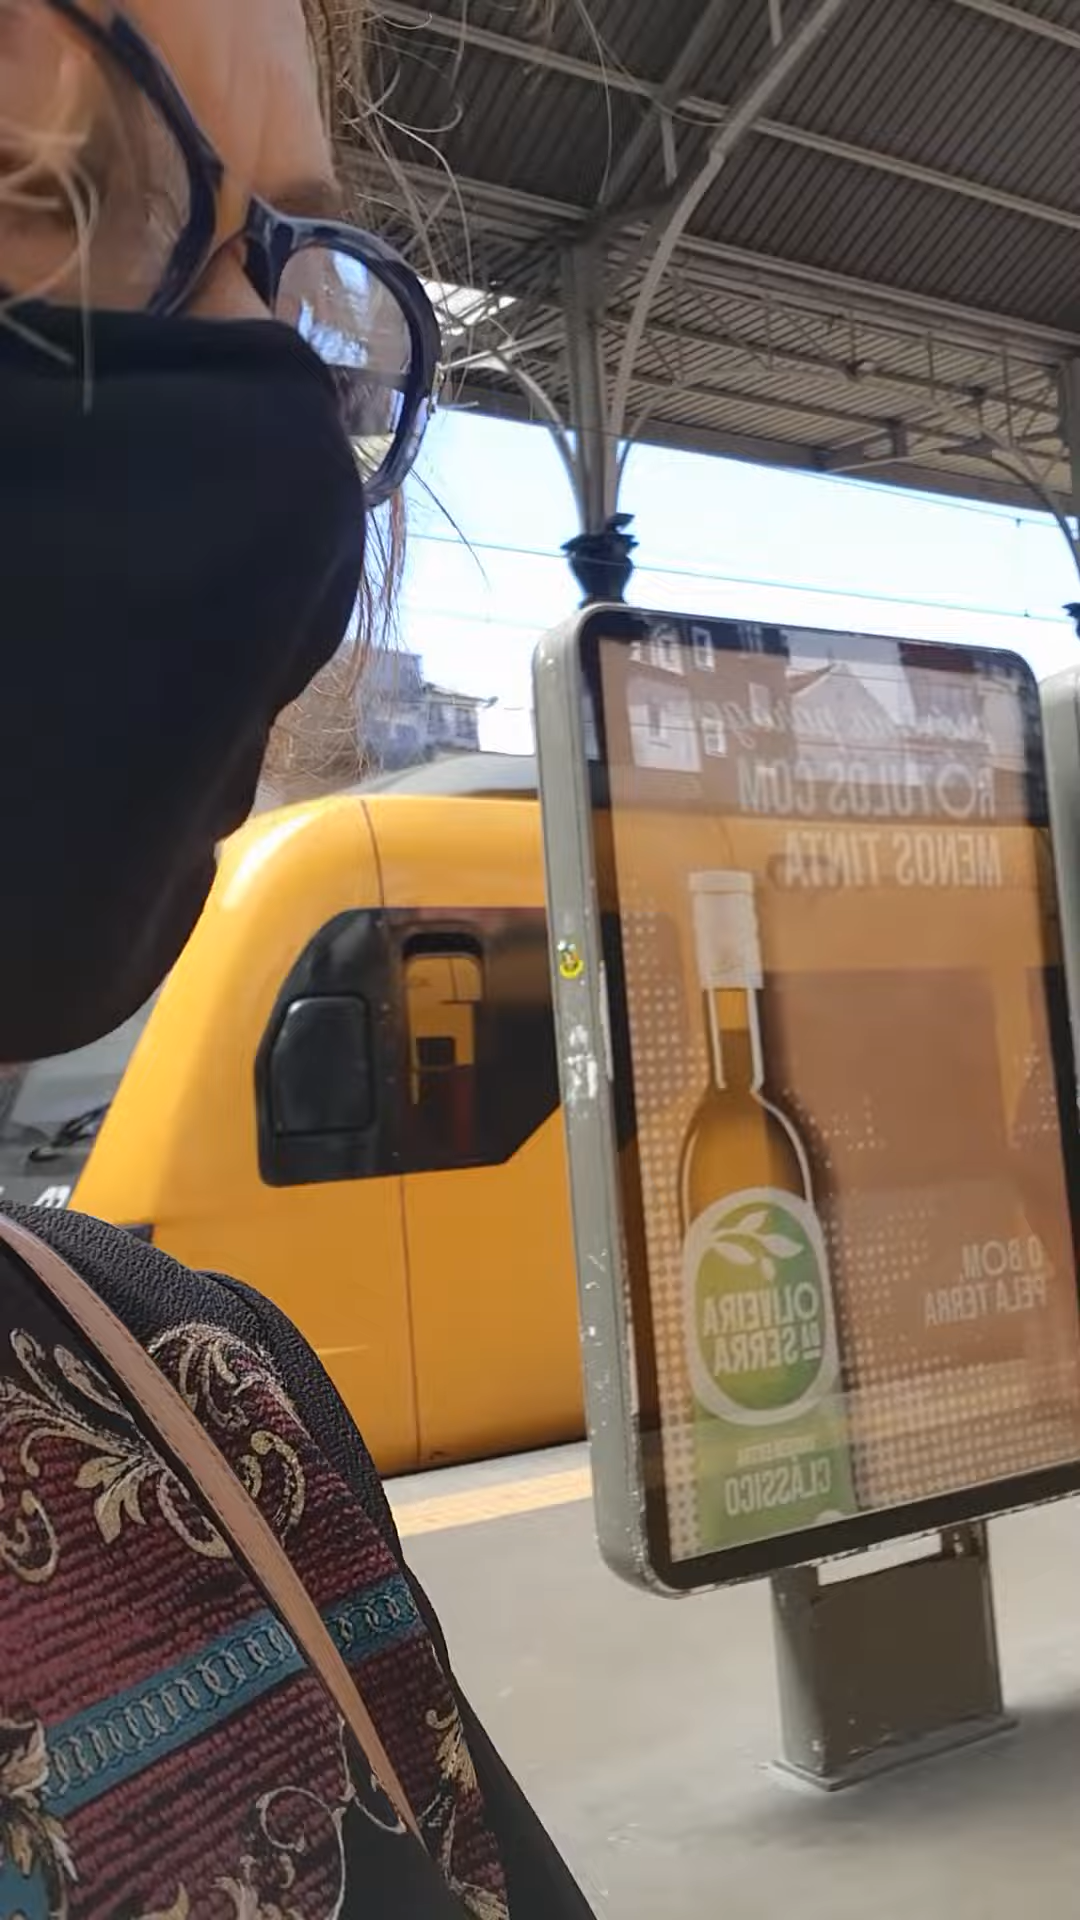 RÓTULOS COM
MENOS TINTA
OLIVEIRA
DA
SERRA
CLÁSSICO
O BOM,
PELA TERRA